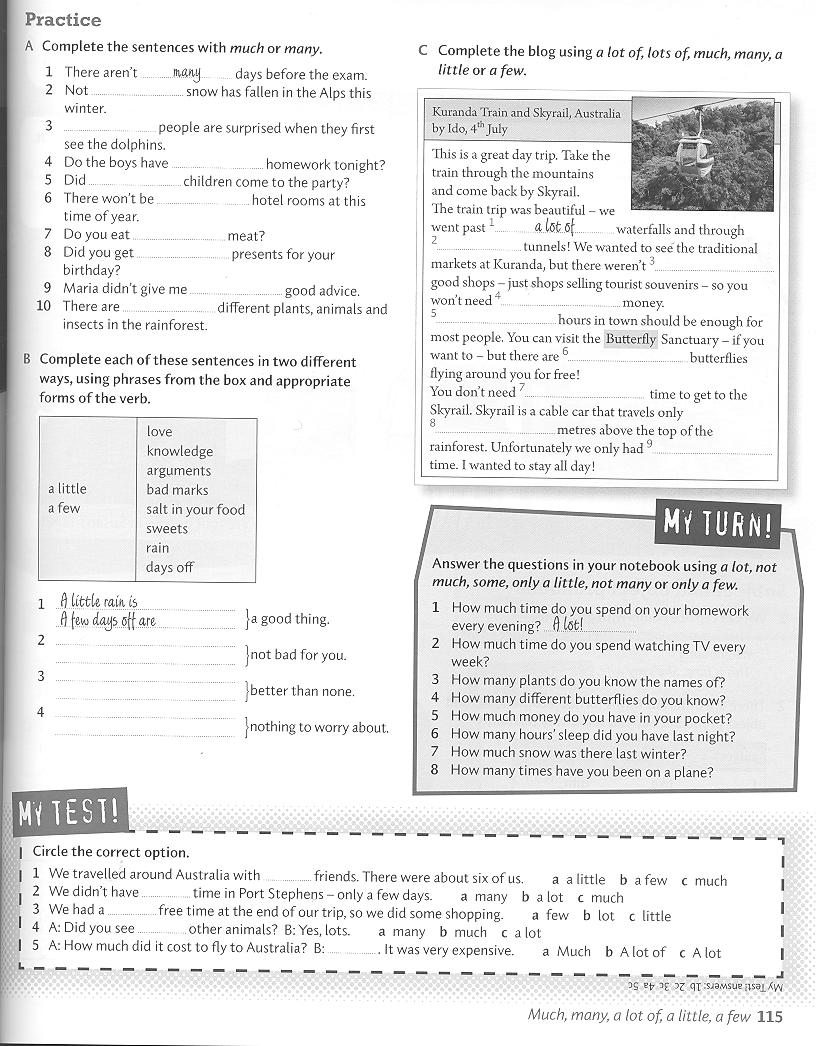 Practice
A Complete the sentences with much or many.
1 There aren't many days before the exam.
2 Not snow has fallen in the Alps this
winter.
3 people are surprised when they first
see the dolphins.
4 Do the boys have homework tonight?
5 Did children come to the party?
6 There won't be hotel rooms at this
time of year.
7 Do you eat meat?
8 Did you get presents for your
birthday?
9 Maria didn't give me good advice.
10 There are different plants, animals and
insects in the rainforest.
B Complete each of these sentences in two different
ways, using phrases from the box and appropriate
forms of the verb.
a little
a few
love
knowledge
arguments
bad marks
salt in your food
sweets
rain
days off
1 A little rain is
A few days off are }a good thing.
2
}not bad for you.
3
}better than none.
4
}nothing to worry about.
C Complete the blog using a lot of, lots of, much, many, a
little or a few.
Kuranda Train and Skyrail, Australia
by Ido, 4th July
This is a great day trip. Take the
train through the mountains
and come back by Skyrail.
The train trip was beautiful – we
went past 1 a lot of waterfalls and through
2 tunnels! We wanted to see the traditional
markets at Kuranda, but there weren't 3
good shops – just shops selling tourist souvenirs – so you
won't need 4 money.
5 hours in town should be enough for
most people. You can visit the Butterfly Sanctuary – if you
want to – but there are 6 butterflies
flying around you for free!
You don't need 7 time to get to the
Skyrail. Skyrail is a cable car that travels only
8 metres above the top of the
rainforest. Unfortunately we only had 9
time. I wanted to stay all day!
MY TURN!
Answer the questions in your notebook using a lot, not
much, some, only a little, not many or only a few.
1 How much time do you spend on your homework
every evening? A lot!
2 How much time do you spend watching TV every
week?
3 How many plants do you know the names of?
4 How many different butterflies do you know?
5 How much money do you have in your pocket?
6 How many hours' sleep did you have last night?
7 How much snow was there last winter?
8 How many times have you been on a plane?
MY TEST!
Circle the correct option.
1 We travelled around Australia with friends. There were about six of us. a a little b a few c much
2 We didn't have time in Port Stephens – only a few days. a many b a lot c much
3 We had a free time at the end of our trip, so we did some shopping. a few b lot c little
4 A: Did you see other animals? B: Yes, lots. a many b much c a lot
5 A: How much did it cost to fly to Australia? B: . It was very expensive. a Much b A lot of c A lot
My Test! answers: 1b 2c 3c 4a 5c
Much, many, a lot of, a little, a few 115